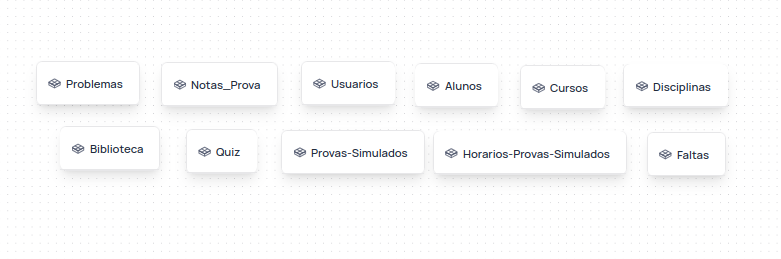 Problemas
Notas_Prova
Usuarios
Alunos
Cursos
Disciplinas
Biblioteca
Quiz
Provas-Simulados
Horarios-Provas-Simulados
Faltas